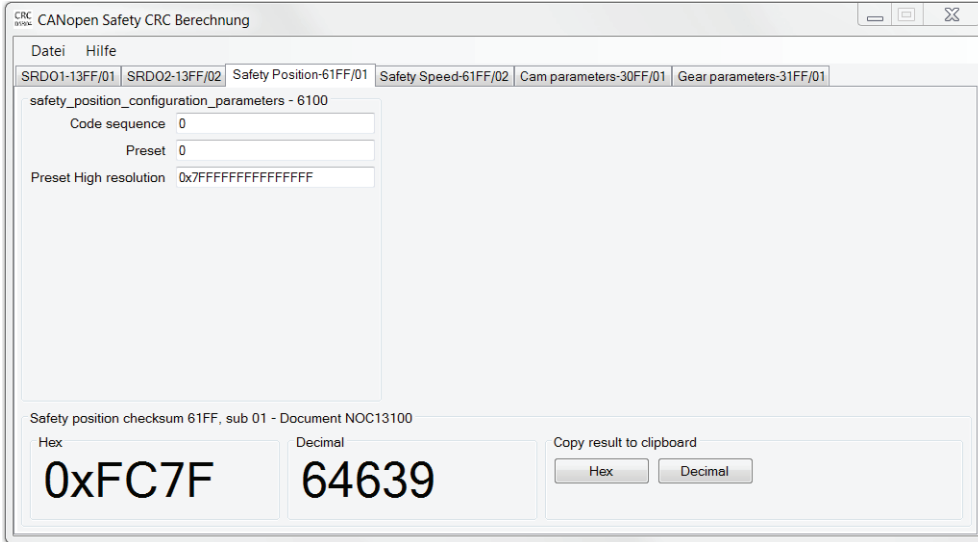 CANopen Safety CRC Berechnung
Datei Hilfe
SRDO1-13FF/01 SRDO2-13FF/02 Safety Position-61FF/01 Safety Speed-61FF/02 Cam parameters-30FF/01 Gear parameters-31FF/01
safety_position_configuration_parameters - 6100
Code sequence 0
Preset 0
Preset High resolution 0x7FFFFFFFFFFFFFFF
Safety position checksum 61FF, sub 01 - Document NOC13100
Hex Decimal Copy result to clipboard
0xFC7F 64639 Hex Decimal